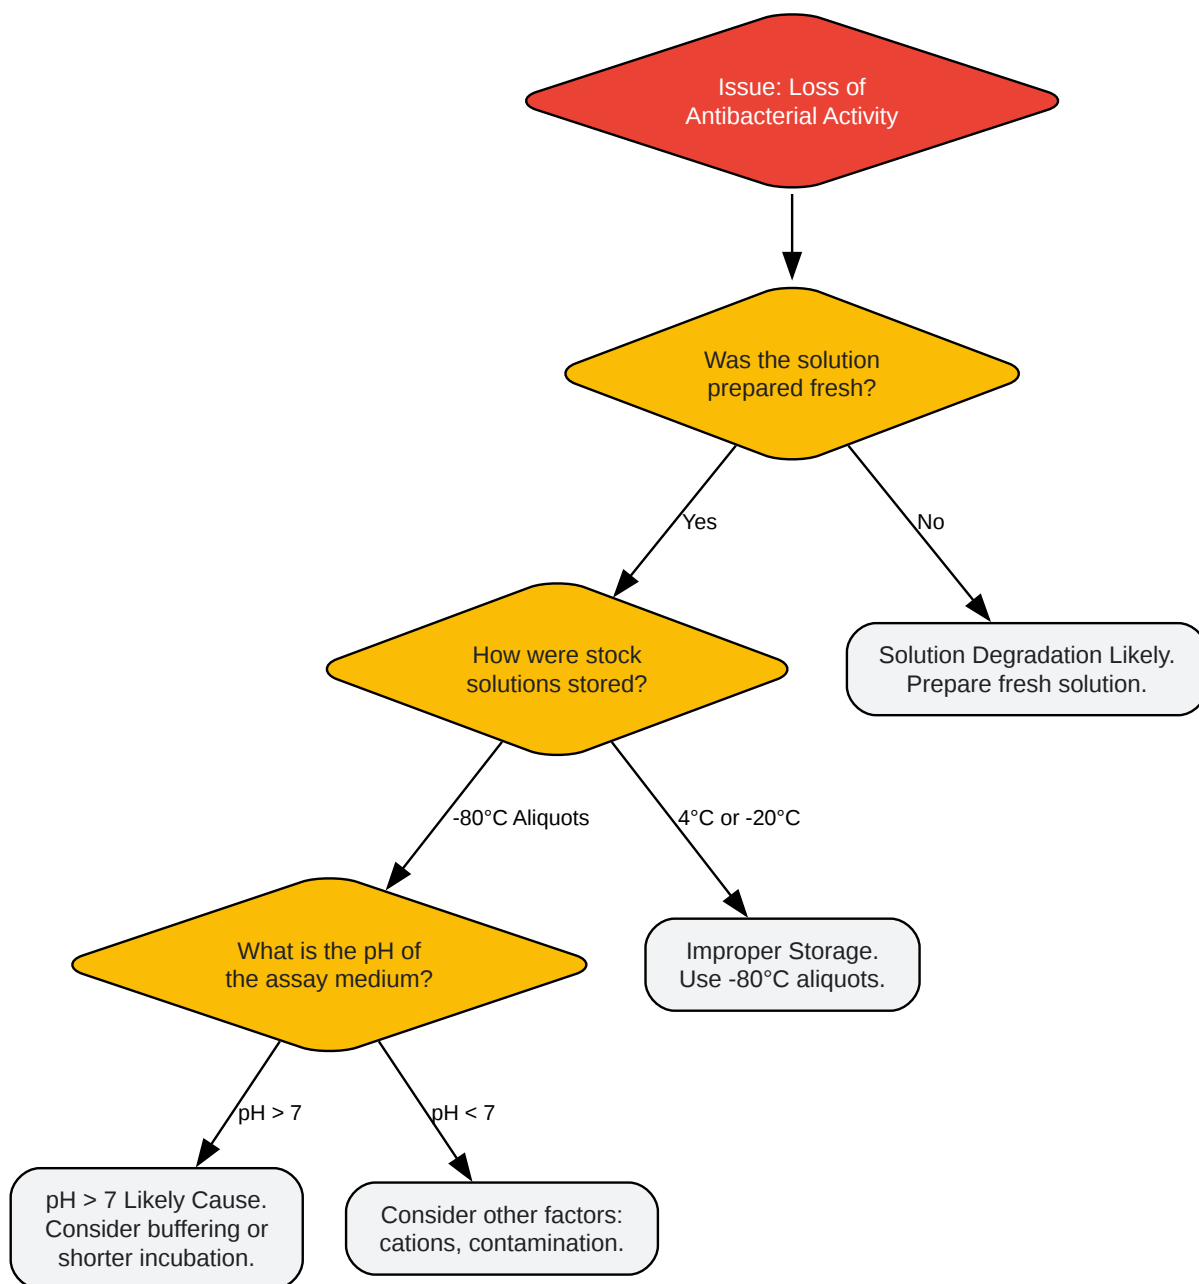 Issue: Loss of
Antibacterial Activity
Was the solution
prepared fresh?
Yes
No
How were stock
solutions stored?
Solution Degradation Likely.
Prepare fresh solution.
-80°C Aliquots
4°C or -20°C
What is the pH of
the assay medium?
Improper Storage.
Use -80°C aliquots.
pH > 7
pH < 7
pH > 7 Likely Cause.
Consider buffering or
shorter incubation.
Consider other factors:
cations, contamination.